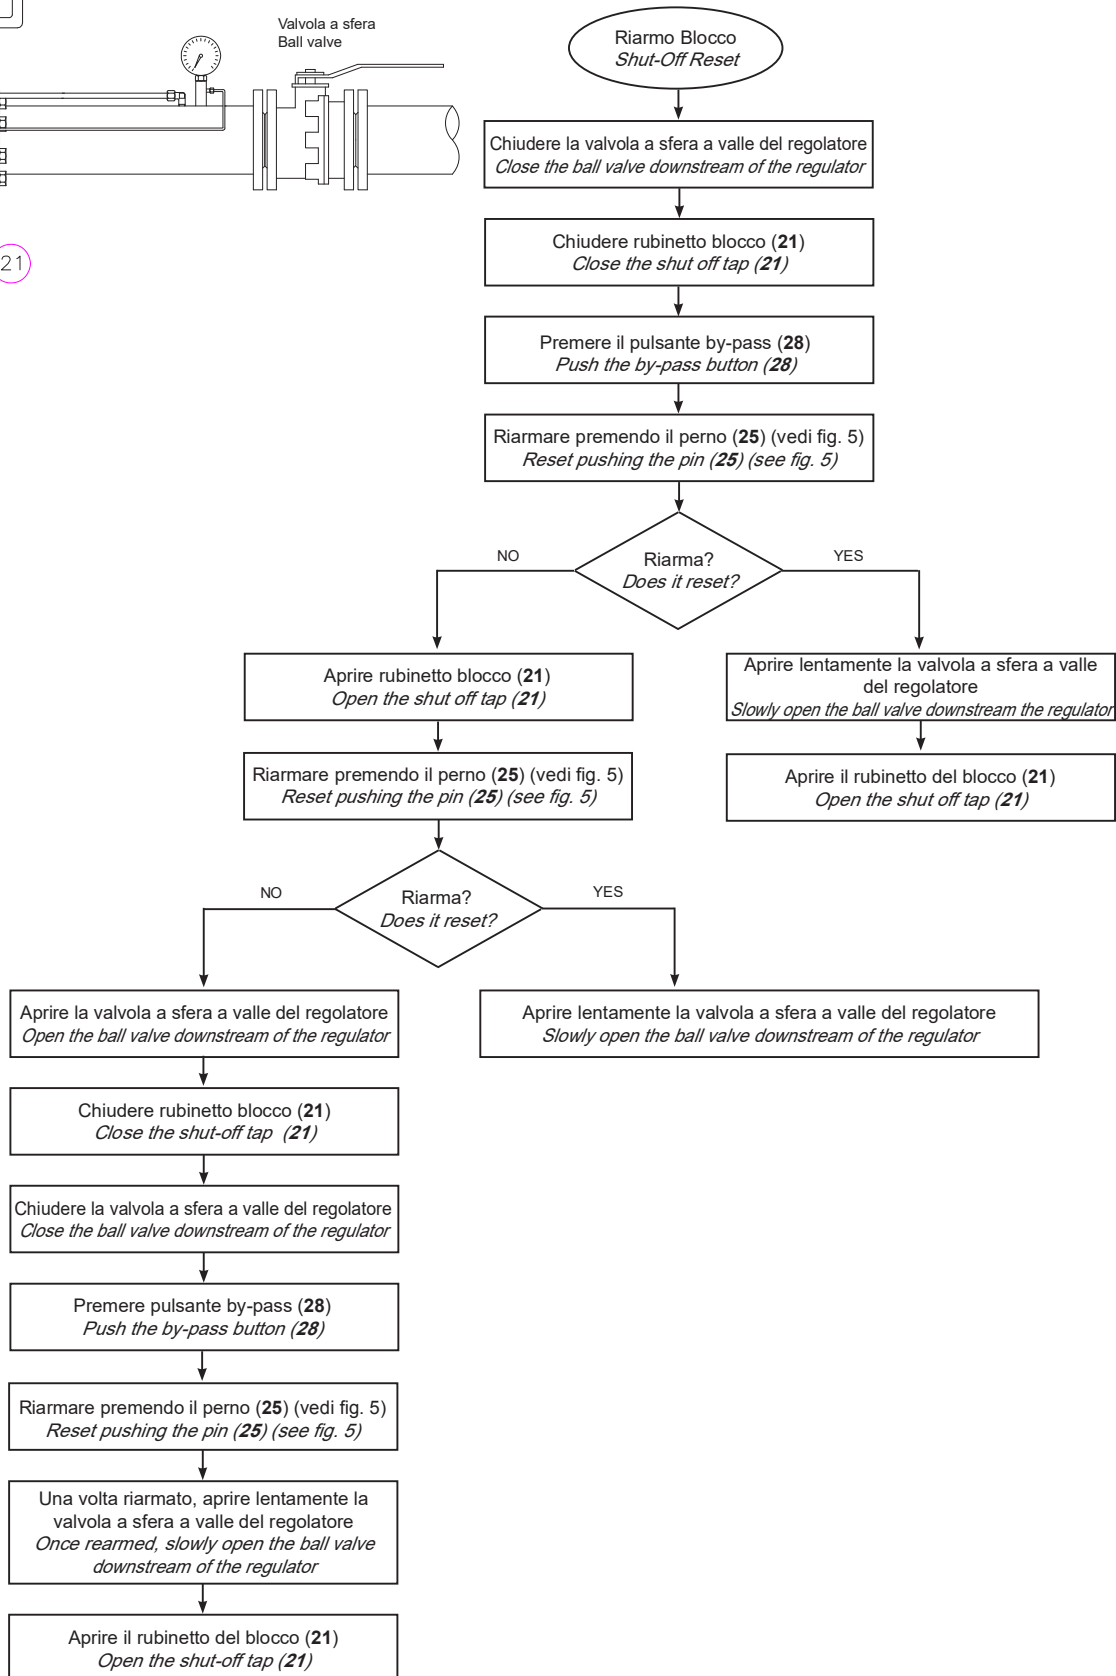 Valvola a sfera
Ball valve
21
Riarmo Blocco
Shut-Off Reset
Chiudere la valvola a sfera a valle del regolatore
Close the ball valve downstream of the regulator
Chiudere rubinetto blocco (21)
Close the shut off tap (21)
Premere il pulsante by-pass (28)
Push the by-pass button (28)
Riarmare premendo il perno (25) (vedi fig. 5)
Reset pushing the pin (25) (see fig. 5)
Riarma?
Does it reset?
NO
YES
Aprire rubinetto blocco (21)
Open the shut off tap (21)
Aprire lentamente la valvola a sfera a valle
del regolatore
Slowly open the ball valve downstream the regulator
Riarmare premendo il perno (25) (vedi fig. 5)
Reset pushing the pin (25) (see fig. 5)
Aprire il rubinetto del blocco (21)
Open the shut off tap (21)
Riarma?
Does it reset?
NO
YES
Aprire la valvola a sfera a valle del regolatore
Open the ball valve downstream of the regulator
Aprire lentamente la valvola a sfera a valle del regolatore
Slowly open the ball valve downstream of the regulator
Chiudere rubinetto blocco (21)
Close the shut-off tap (21)
Chiudere la valvola a sfera a valle del regolatore
Close the ball valve downstream of the regulator
Premere pulsante by-pass (28)
Push the by-pass button (28)
Riarmare premendo il perno (25) (vedi fig. 5)
Reset pushing the pin (25) (see fig. 5)
Una volta riarmato, aprire lentamente la
valvola a sfera a valle del regolatore
Once rearmed, slowly open the ball valve
downstream of the regulator
Aprire il rubinetto del blocco (21)
Open the shut-off tap (21)